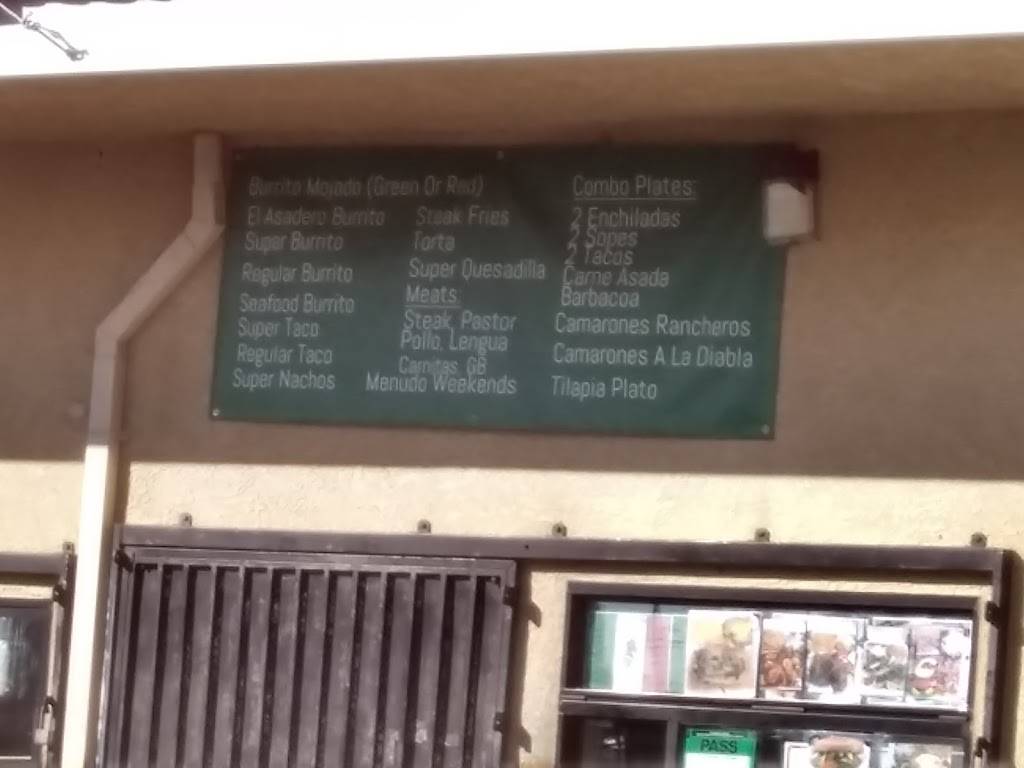 Burrito Mojado (Green Or Red)
El Asadero Burrito
Super Burrito
Regular Burrito
Seafood Burrito
Super Taco
Regular Taco
Super Nachos
Steak Fries
Torta
Super Quesadilla
Meats:
Steak, Pastor
Pollo, Lengua
Carnitas, GB
Menudo Weekends
Combo Plates:
2 Enchiladas
2 Sopes
2 Tacos
Carne Asada
Barbacoa
Camarones Rancheros
Camarones A La Diabla
Tilapia Plato
PASS